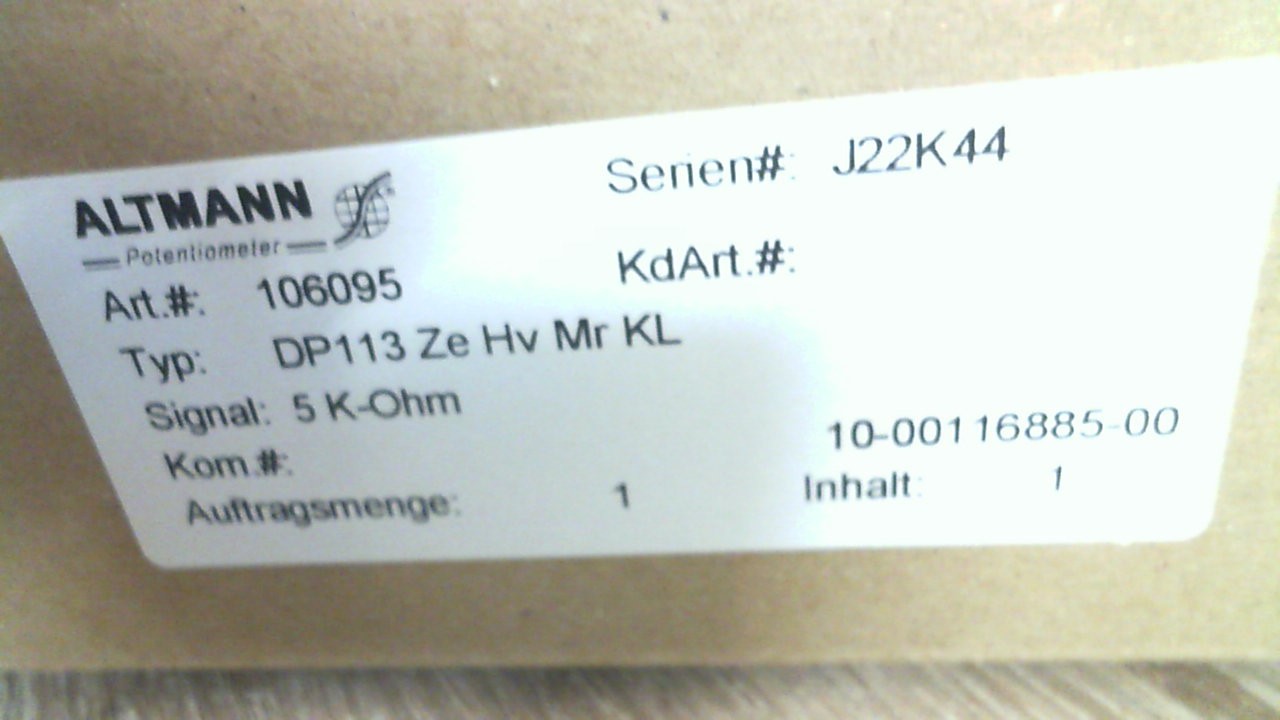 ALTMANN
Potentiometer
Serien#: J22K44
KdArt.#:
Art.#: 106095
Typ: DP113 Ze Hv Mr KL
Signal: 5 K-Ohm
10-00116885-00
Kom.#:
Auftragsmenge: 1 Inhalt: 1